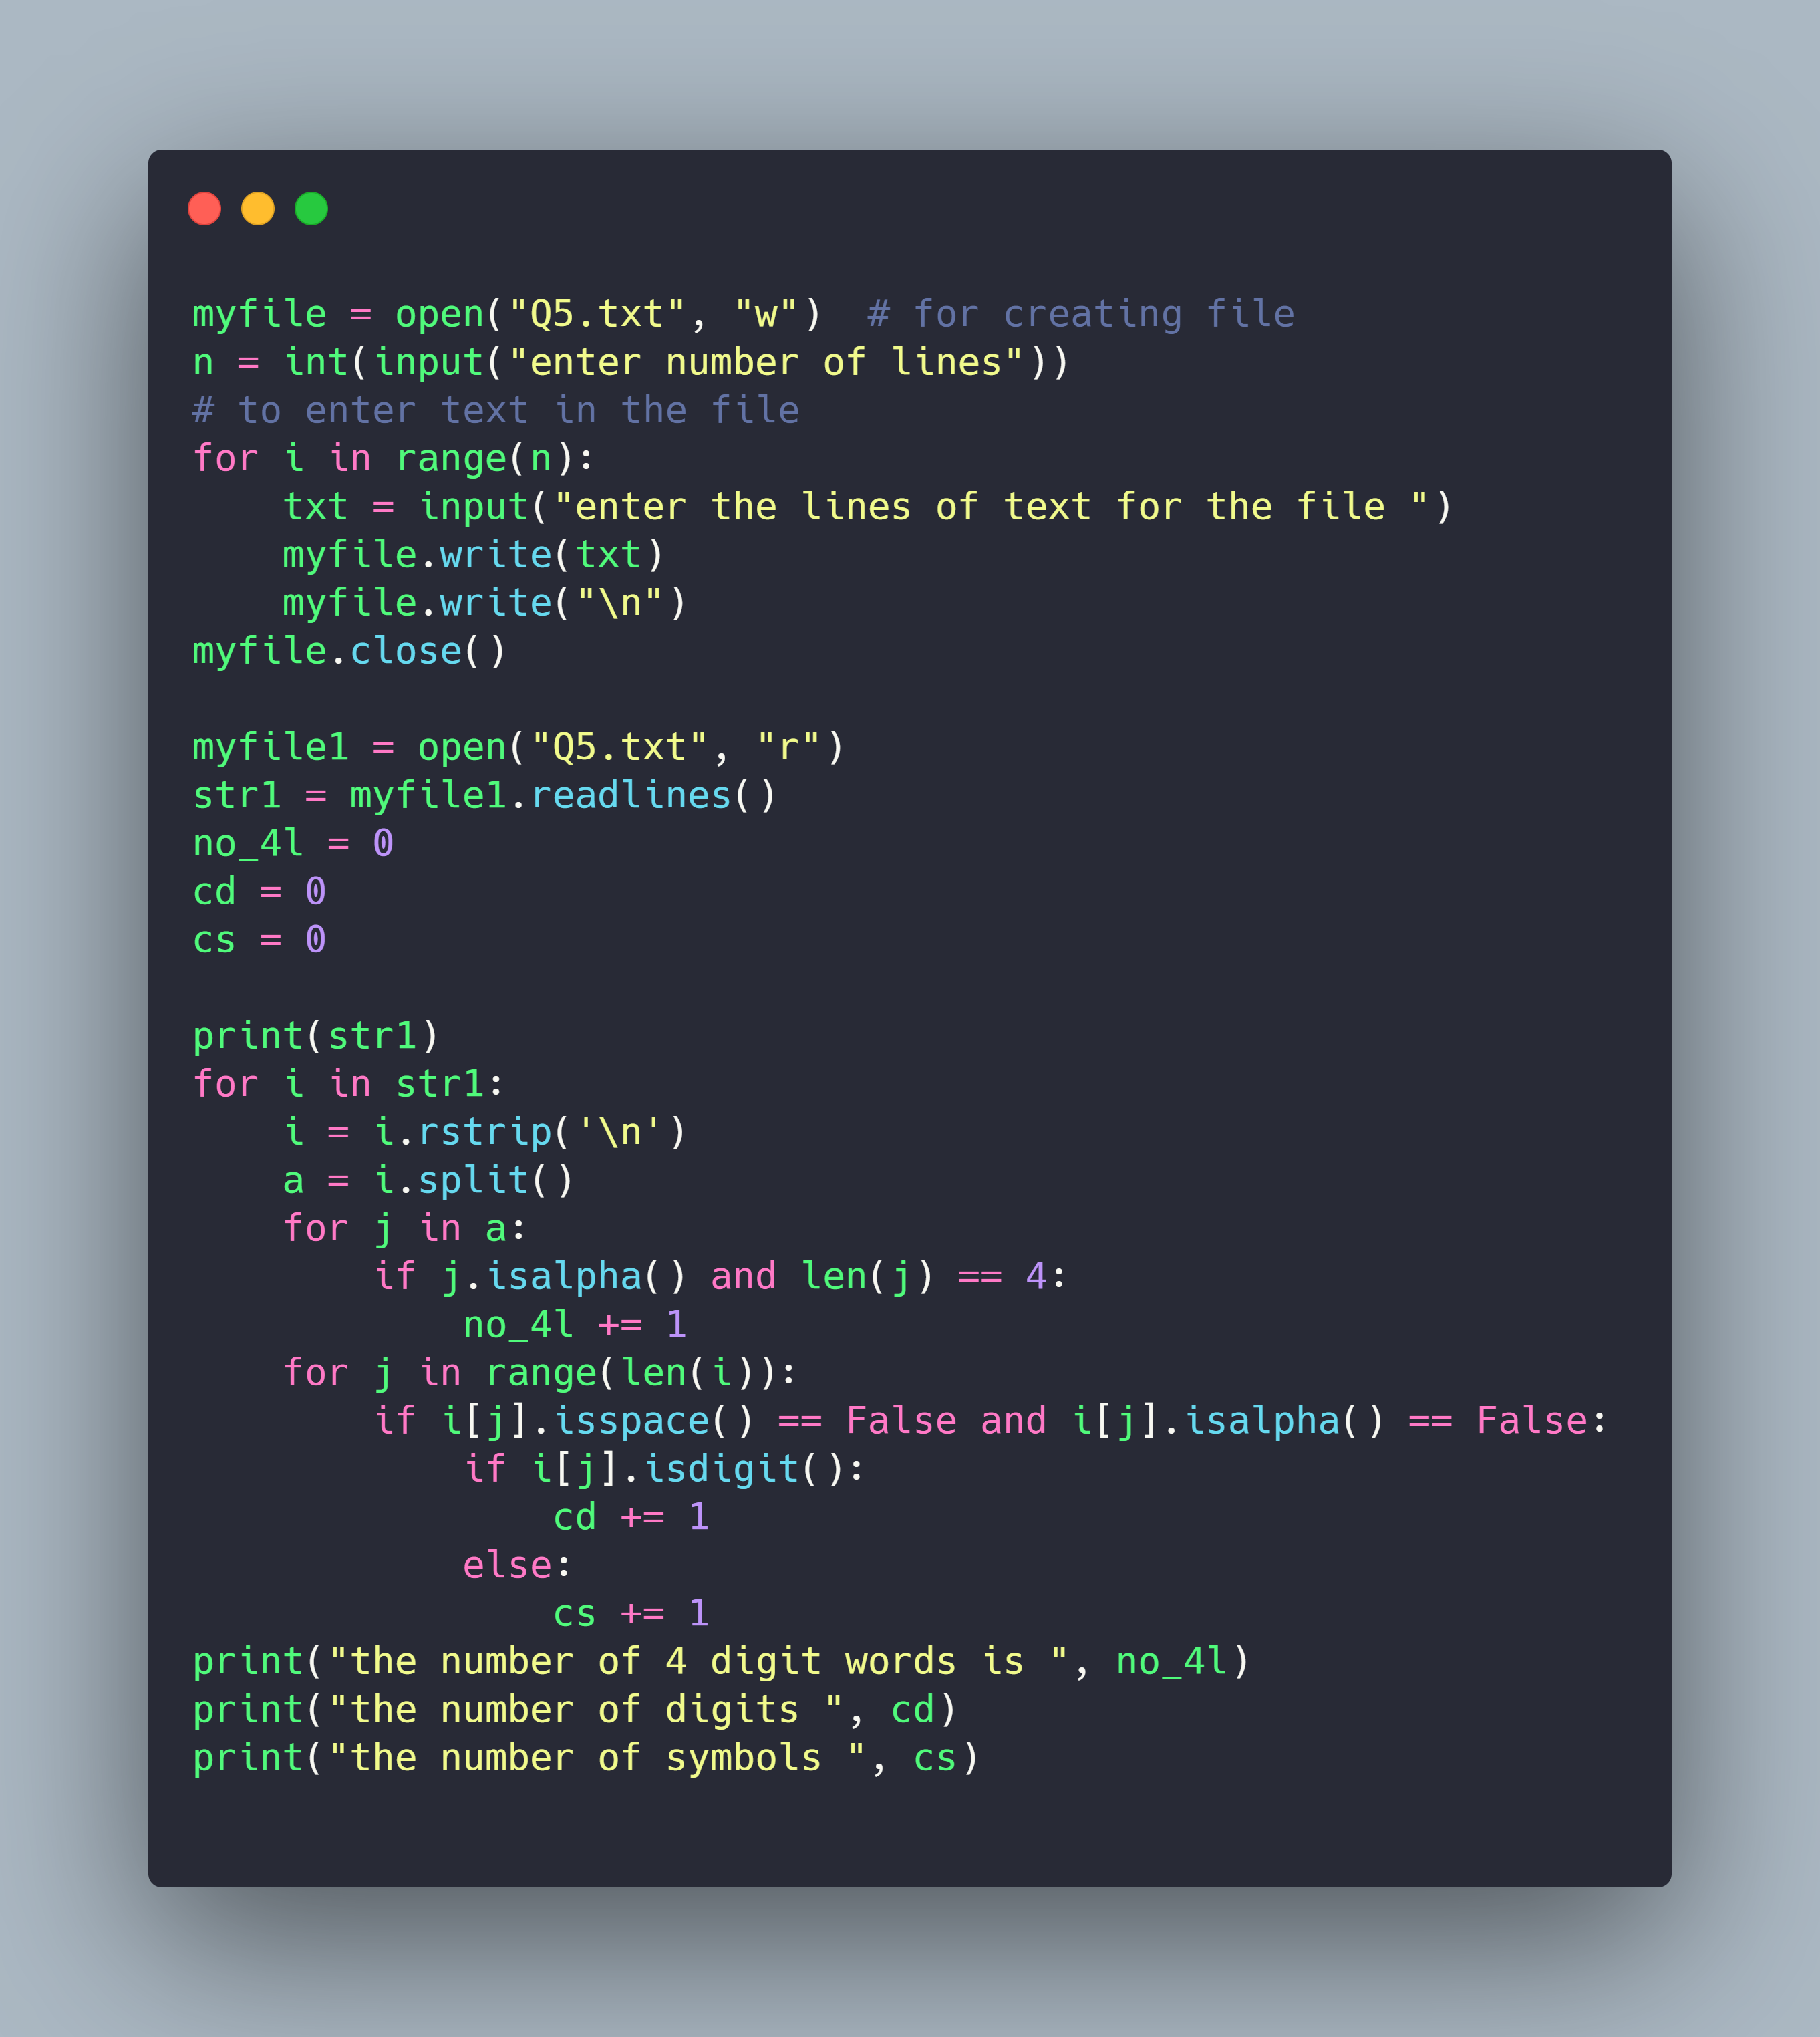 myfile = open("Q5.txt", "w")  # for creating file
n = int(input("enter number of lines"))
# to enter text in the file
for i in range(n):
    txt = input("enter the lines of text for the file ")
    myfile.write(txt)
    myfile.write("\n")
myfile.close()

myfile1 = open("Q5.txt", "r")
str1 = myfile1.readlines()
no_4l = 0
cd = 0
cs = 0

print(str1)
for i in str1:
    i = i.rstrip('\n')
    a = i.split()
    for j in a:
        if j.isalpha() and len(j) == 4:
            no_4l += 1
    for j in range(len(i)):
        if i[j].isspace() == False and i[j].isalpha() == False:
            if i[j].isdigit():
                cd += 1
            else:
                cs += 1
print("the number of 4 digit words is ", no_4l)
print("the number of digits ", cd)
print("the number of symbols ", cs)